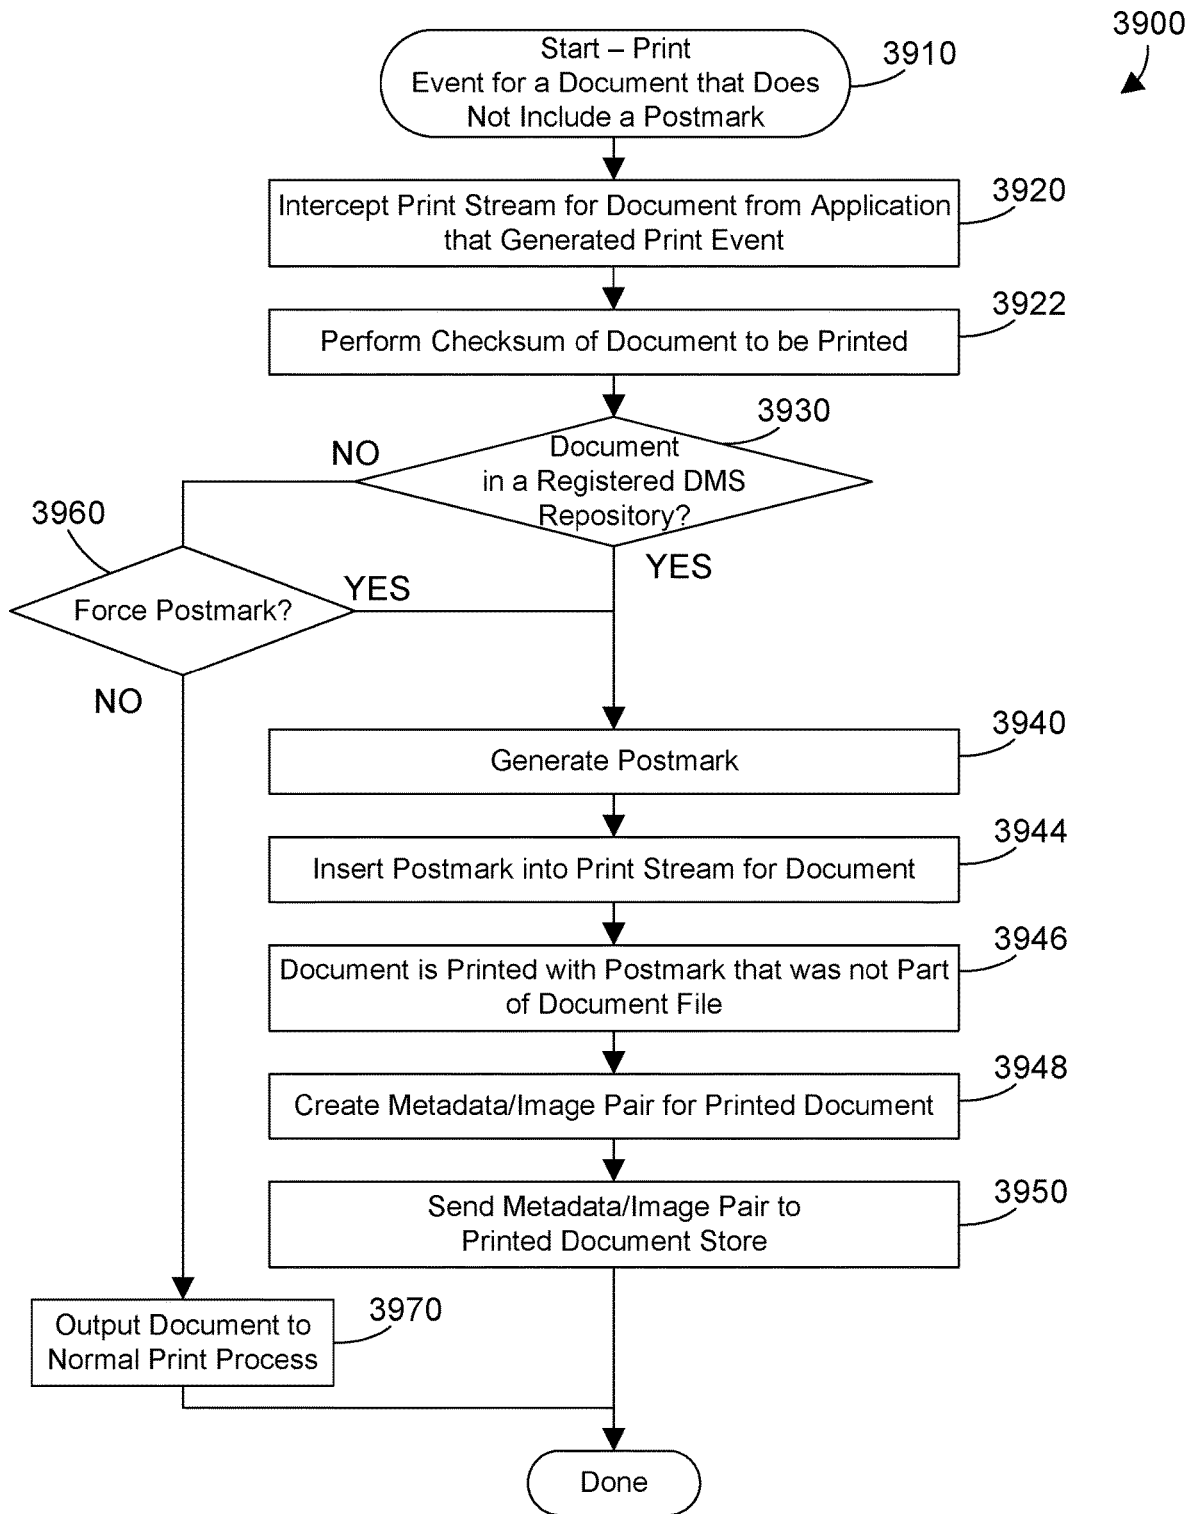 3900
Start – Print
Event for a Document that Does
Not Include a Postmark
3910
Intercept Print Stream for Document from Application
that Generated Print Event
3920
Perform Checksum of Document to be Printed
3922
Document
in a Registered DMS
Repository?
3930
NO
YES
3960
Force Postmark?
YES
NO
Generate Postmark
3940
Insert Postmark into Print Stream for Document
3944
Document is Printed with Postmark that was not Part
of Document File
3946
Create Metadata/Image Pair for Printed Document
3948
Send Metadata/Image Pair to
Printed Document Store
3950
Output Document to
Normal Print Process
3970
Done